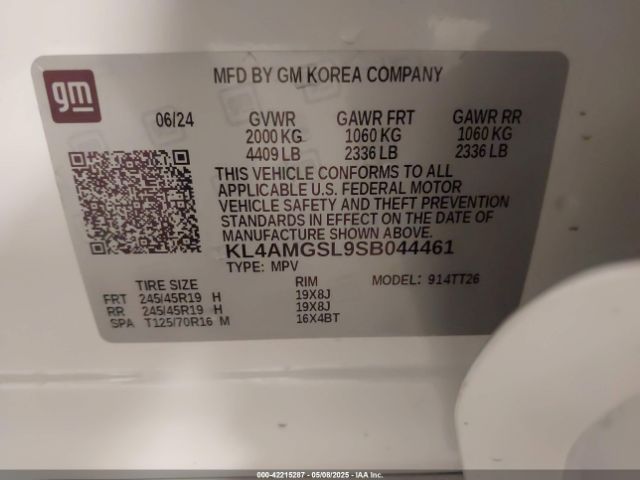 gm
MFD BY GM KOREA COMPANY
06/24 GVWR GAWR FRT GAWR RR
2000 KG 1060 KG 1060 KG
4409 LB 2336 LB 2336 LB
THIS VEHICLE CONFORMS TO ALL
APPLICABLE U.S. FEDERAL MOTOR
VEHICLE SAFETY AND THEFT PREVENTION
STANDARDS IN EFFECT ON THE DATE OF
MANUFACTURE SHOWN ABOVE.
KL4AMGSL9SB044461
TYPE: MPV
TIRE SIZE RIM MODEL: 914TT26
FRT 245/45R19 H 19X8J
RR 245/45R19 H 19X8J
SPA T125/70R16 M 16X4BT
000-42215287 - 05/08/2025 - IAA Inc.